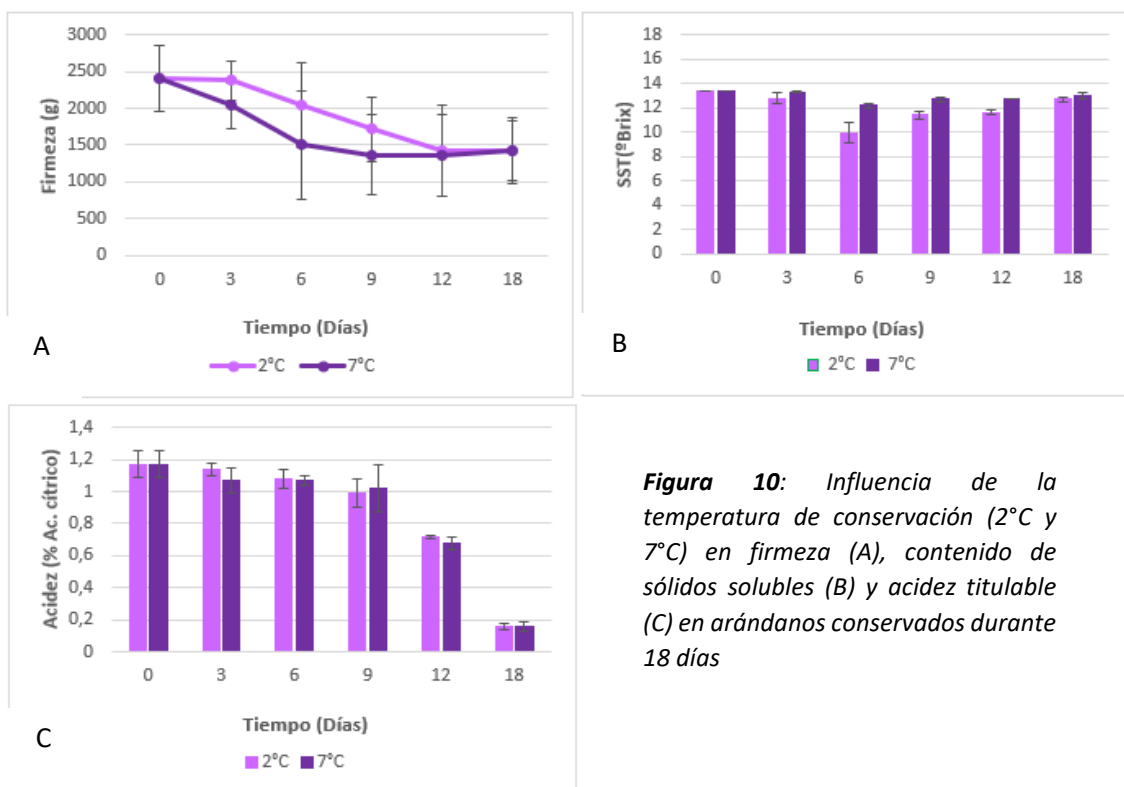 3000
2500
2000
1500
1000
500
0
Firmeza (g)
0 3 6 9 12 18
Tiempo (Días)
A
2°C 7°C
18
16
14
12
10
8
6
4
2
0
SST(ºBrix)
0 3 6 9 12 18
Tiempo (Días)
B
2°C 7°C
1,4
1,2
1
0,8
0,6
0,4
0,2
0
Acidez (% Ac. cítrico)
0 3 6 9 12 18
Tiempo (Días)
C
2°C 7°C
Figura 10: Influencia de la
temperatura de conservación (2°C y
7°C) en firmeza (A), contenido de
sólidos solubles (B) y acidez titulable
(C) en arándanos conservados durante
18 días